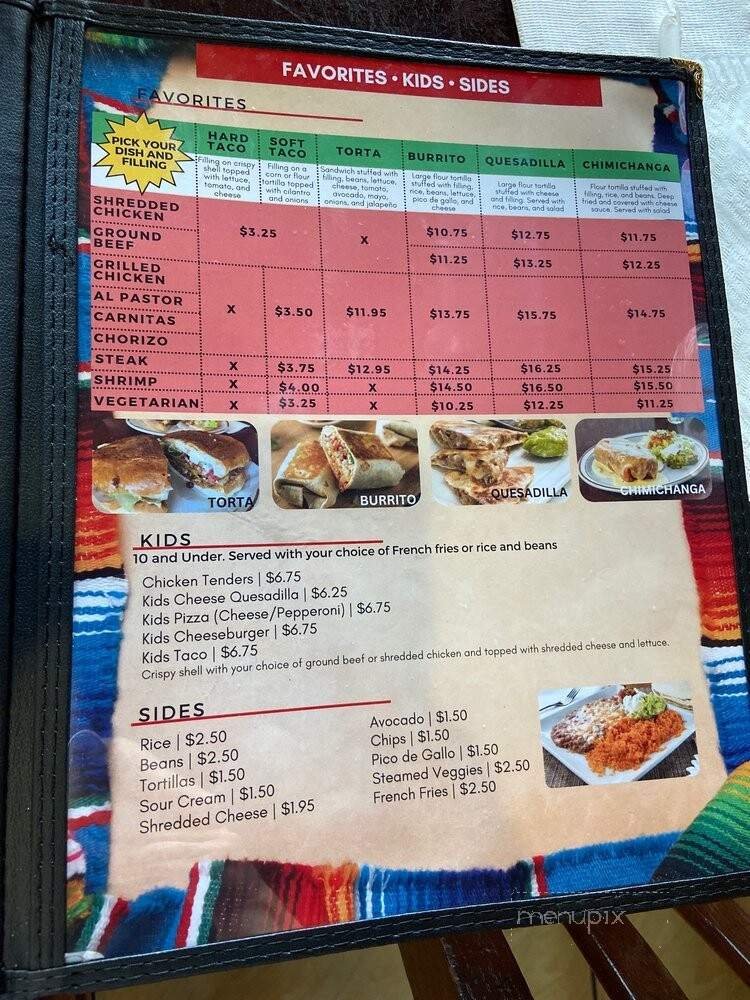 FAVORITES • KIDS • SIDES
FAVORITES
PICK YOUR
DISH AND
FILLING
HARD
TACO
Filling on crispy
shell topped
with lettuce,
tomato, and
cheese
SOFT
TACO
Filling on a
corn or flour
tortilla topped
with cilantro
and onions
TORTA
Sandwich stuffed with
filling, beans, lettuce,
cheese, tomato,
avocado, mayo,
onions, and jalapeño
BURRITO
Large flour tortilla
stuffed with filling,
rice, beans, lettuce,
pico de gallo, and
cheese
QUESADILLA
Large flour tortilla
stuffed with cheese
and filling. Served with
rice, beans, and salad
CHIMICHANGA
Flour tortilla stuffed with
filling, rice, and beans. Deep
fried and covered with cheese
sauce. Served with salad
SHREDDED
CHICKEN
$3.25 X $10.75 $12.75 $11.75
GROUND
BEEF
$11.25 $13.25 $12.25
GRILLED
CHICKEN
AL PASTOR
CARNITAS
CHORIZO
X $3.50 $11.95 $13.75 $15.75 $14.75
STEAK X $3.75 $12.95 $14.25 $16.25 $15.25
SHRIMP X $4.00 X $14.50 $16.50 $15.50
VEGETARIAN X $3.25 X $10.25 $12.25 $11.25
TORTA
BURRITO
QUESADILLA
CHIMICHANGA
KIDS
10 and Under. Served with your choice of French fries or rice and beans
Chicken Tenders | $6.75
Kids Cheese Quesadilla | $6.25
Kids Pizza (Cheese/Pepperoni) | $6.75
Kids Cheeseburger | $6.75
Kids Taco | $6.75
Crispy shell with your choice of ground beef or shredded chicken and topped with shredded cheese and lettuce.
SIDES
Rice | $2.50
Beans | $2.50
Tortillas | $1.50
Sour Cream | $1.50
Shredded Cheese | $1.95
Avocado | $1.50
Chips | $1.50
Pico de Gallo | $1.50
Steamed Veggies | $2.50
French Fries | $2.50
menupix